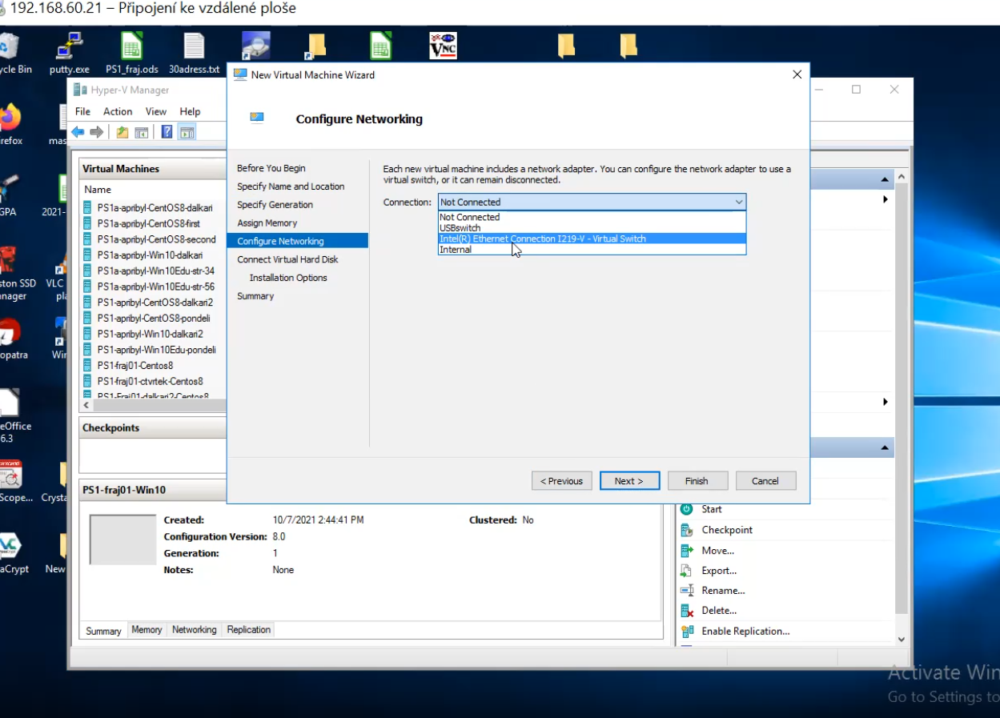 192.168.60.21 – Připojení ke vzdálené ploše
ycle Bin
putty.exe
PS1_fraj.ods
30adress.txt
VNC
irefox
mas
GPA
2021-
ston SSD
anager
VLC
pla
opatra
Win
eOffice
6.3
Scope...
Crysta
aCrypt
New
Hyper-V Manager
File Action View Help
Virtual Machines
Name
PS1a-apribyl-CentOS8-dalkari
PS1a-apribyl-CentOS8-first
PS1a-apribyl-CentOS8-second
PS1a-apribyl-Win10-dalkari
PS1a-apribyl-Win10Edu-str-34
PS1a-apribyl-Win10Edu-str-56
PS1-apribyl-CentOS8-dalkari2
PS1-apribyl-CentOS8-pondeli
PS1-apribyl-Win10-dalkari2
PS1-apribyl-Win10Edu-pondeli
PS1-fraj01-Centos8
PS1-fraj01-ctvrtek-Centos8
PS1-Fraj01-dalkari2-Centos8
Checkpoints
PS1-fraj01-Win10
Created: 10/7/2021 2:44:41 PM
Clustered: No
Configuration Version: 8.0
Generation: 1
Notes: None
Summary Memory Networking Replication
New Virtual Machine Wizard
Configure Networking
Before You Begin
Specify Name and Location
Specify Generation
Assign Memory
Configure Networking
Connect Virtual Hard Disk
Installation Options
Summary
Each new virtual machine includes a network adapter. You can configure the network adapter to use a
virtual switch, or it can remain disconnected.
Connection: Not Connected
Not Connected
USBswitch
Intel(R) Ethernet Connection I219-V - Virtual Switch
Internal
< Previous Next > Finish Cancel
Start
Checkpoint
Move...
Export...
Rename...
Delete...
Enable Replication...
Activate Win
Go to Settings to